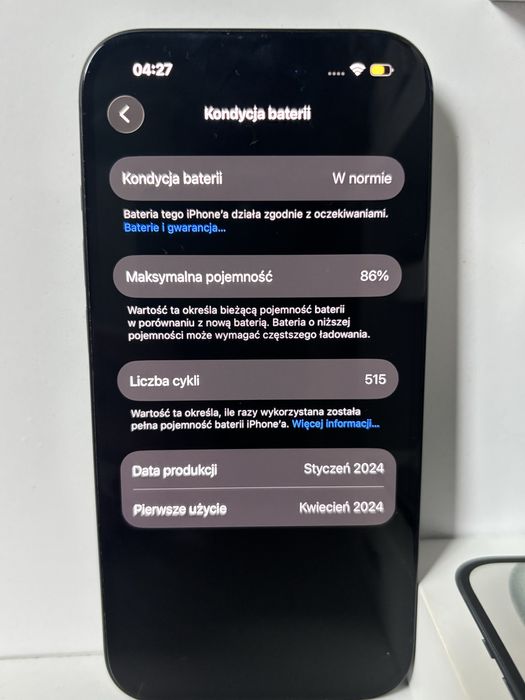 04:27
Kondycja baterii
Kondycja baterii W normie
Bateria tego iPhone'a działa zgodnie z oczekiwaniami.
Baterie i gwarancja...
Maksymalna pojemność 86%
Wartość ta określa bieżącą pojemność baterii
w porównaniu z nową baterią. Bateria o niższej
pojemności może wymagać częstszego ładowania.
Liczba cykli 515
Wartość ta określa, ile razy wykorzystana została
pełna pojemność baterii iPhone'a. Więcej informacji...
Data produkcji Styczeń 2024
Pierwsze użycie Kwiecień 2024